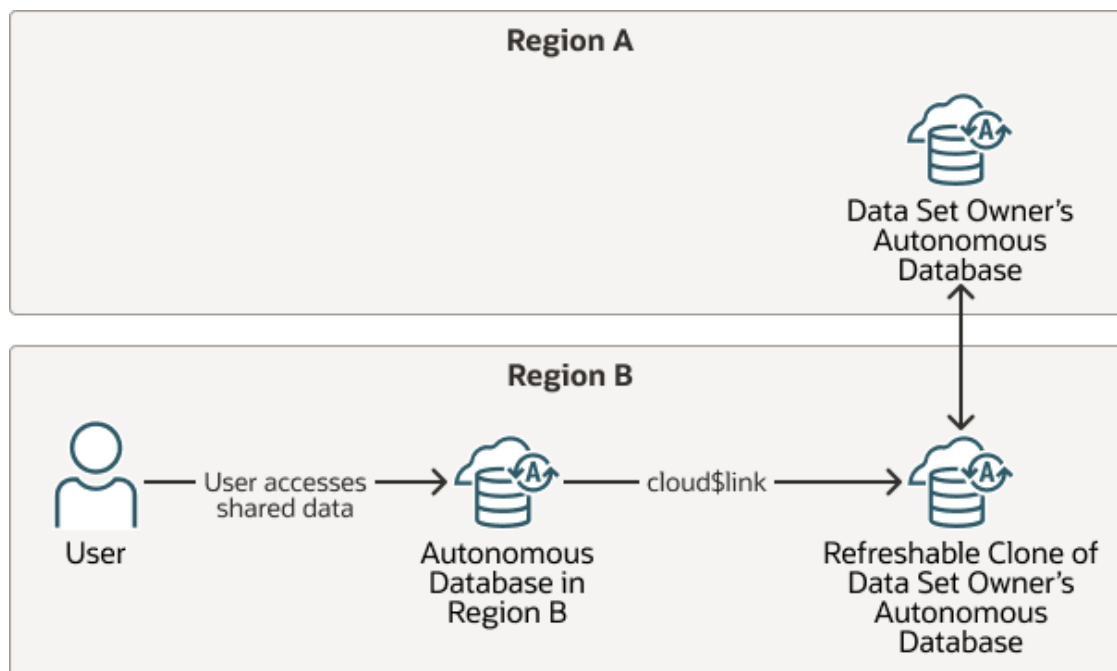 Region A
A
Data Set Owner's
Autonomous
Database
Region B
User accesses
shared data
User
A
Autonomous
Database in
Region B
cloud$link
A
Refreshable Clone of
Data Set Owner's
Autonomous
Database